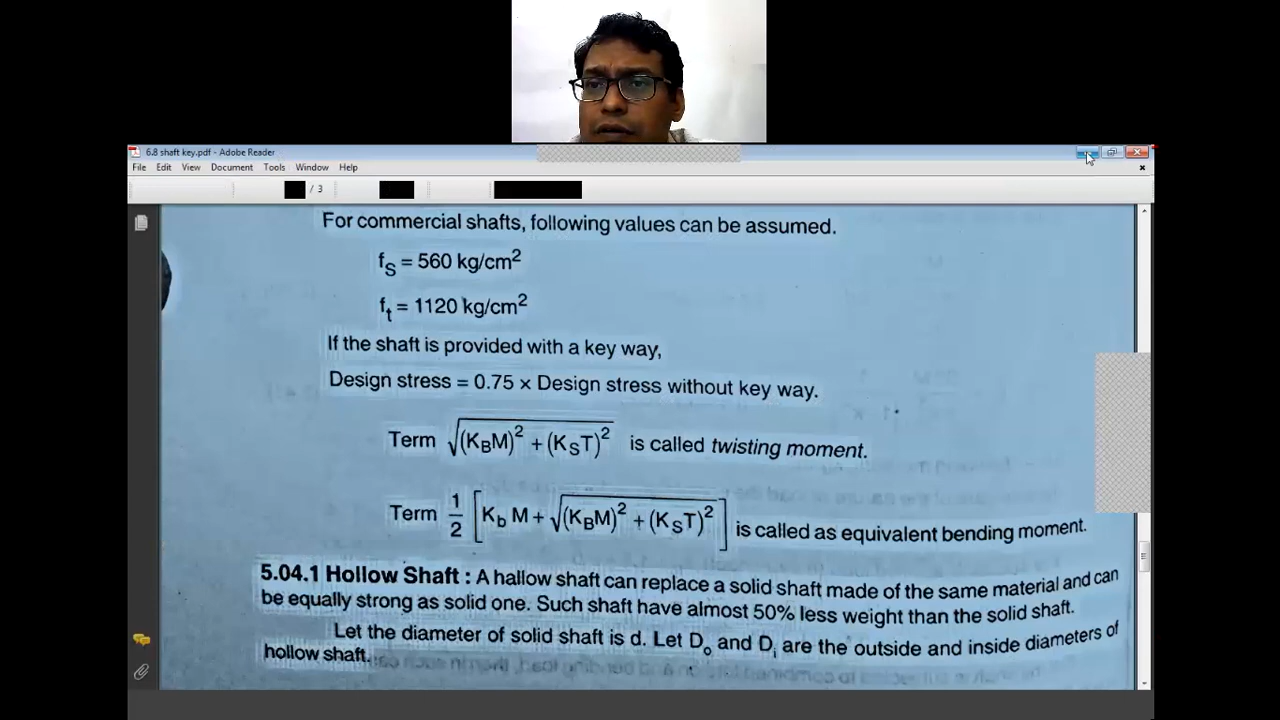 6.8 shaft key.pdf - Adobe Reader
File Edit View Document Tools Window Help
/ 3
For commercial shafts, following values can be assumed.
fS = 560 kg/cm²
ft = 1120 kg/cm²
If the shaft is provided with a key way,
Design stress = 0.75 × Design stress without key way.
Term √(KBM)² + (KST)² is called twisting moment.
Term 1/2 [Kb M + √(KBM)² + (KST)²] is called as equivalent bending moment.
5.04.1 Hollow Shaft : A hallow shaft can replace a solid shaft made of the same material and can
be equally strong as solid one. Such shaft have almost 50% less weight than the solid shaft.
Let the diameter of solid shaft is d. Let Do and Di are the outside and inside diameters of
hollow shaft.